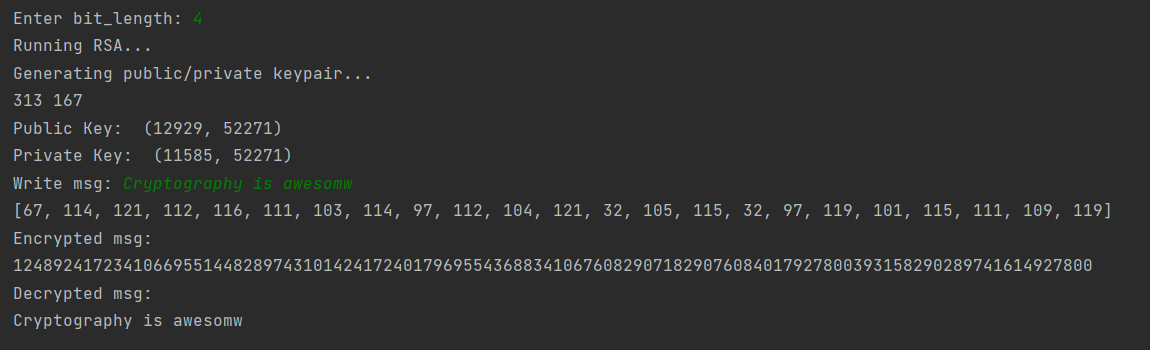 Enter bit_length: 4
Running RSA...
Generating public/private keypair...
313 167
Public Key:  (12929, 52271)
Private Key:  (11585, 52271)
Write msg: Cryptography is awesomw
[67, 114, 121, 112, 116, 111, 103, 114, 97, 112, 104, 121, 32, 105, 115, 32, 97, 119, 101, 115, 111, 109, 119]
Encrypted msg:
124892417234106695514482897431014241724017969554368834106760829071829076084017927800393158290289741614927800
Decrypted msg:
Cryptography is awesomw